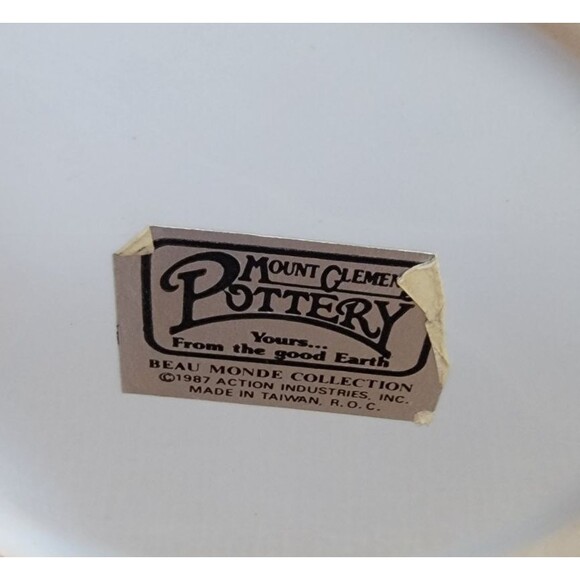 MOUNT CLEMEN
POTTERY
Yours...
From the good Earth
BEAU MONDE COLLECTION
©1987 ACTION INDUSTRIES, INC.
MADE IN TAIWAN, R.O.C.